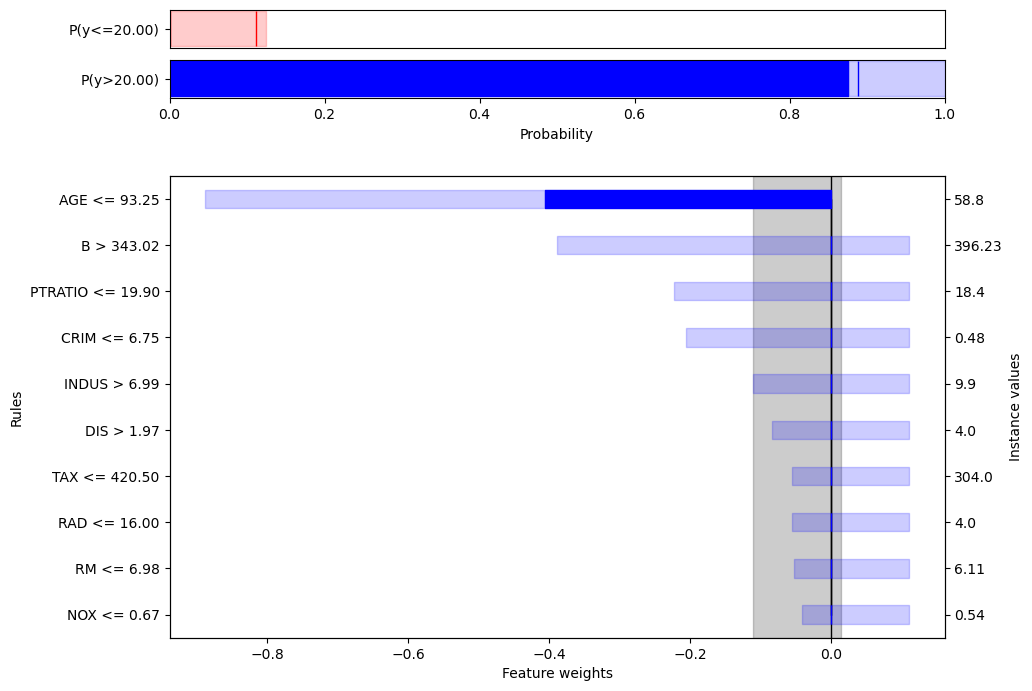 P(y<=20.00)
P(y>20.00)
0.0 0.2 0.4 0.6 0.8 1.0
Probability
AGE <= 93.25 58.8
B > 343.02 396.23
PTRATIO <= 19.90 18.4
CRIM <= 6.75 0.48
INDUS > 6.99 9.9
DIS > 1.97 4.0
TAX <= 420.50 304.0
RAD <= 16.00 4.0
RM <= 6.98 6.11
NOX <= 0.67 0.54
Rules
Instance values
−0.8 −0.6 −0.4 −0.2 0.0
Feature weights